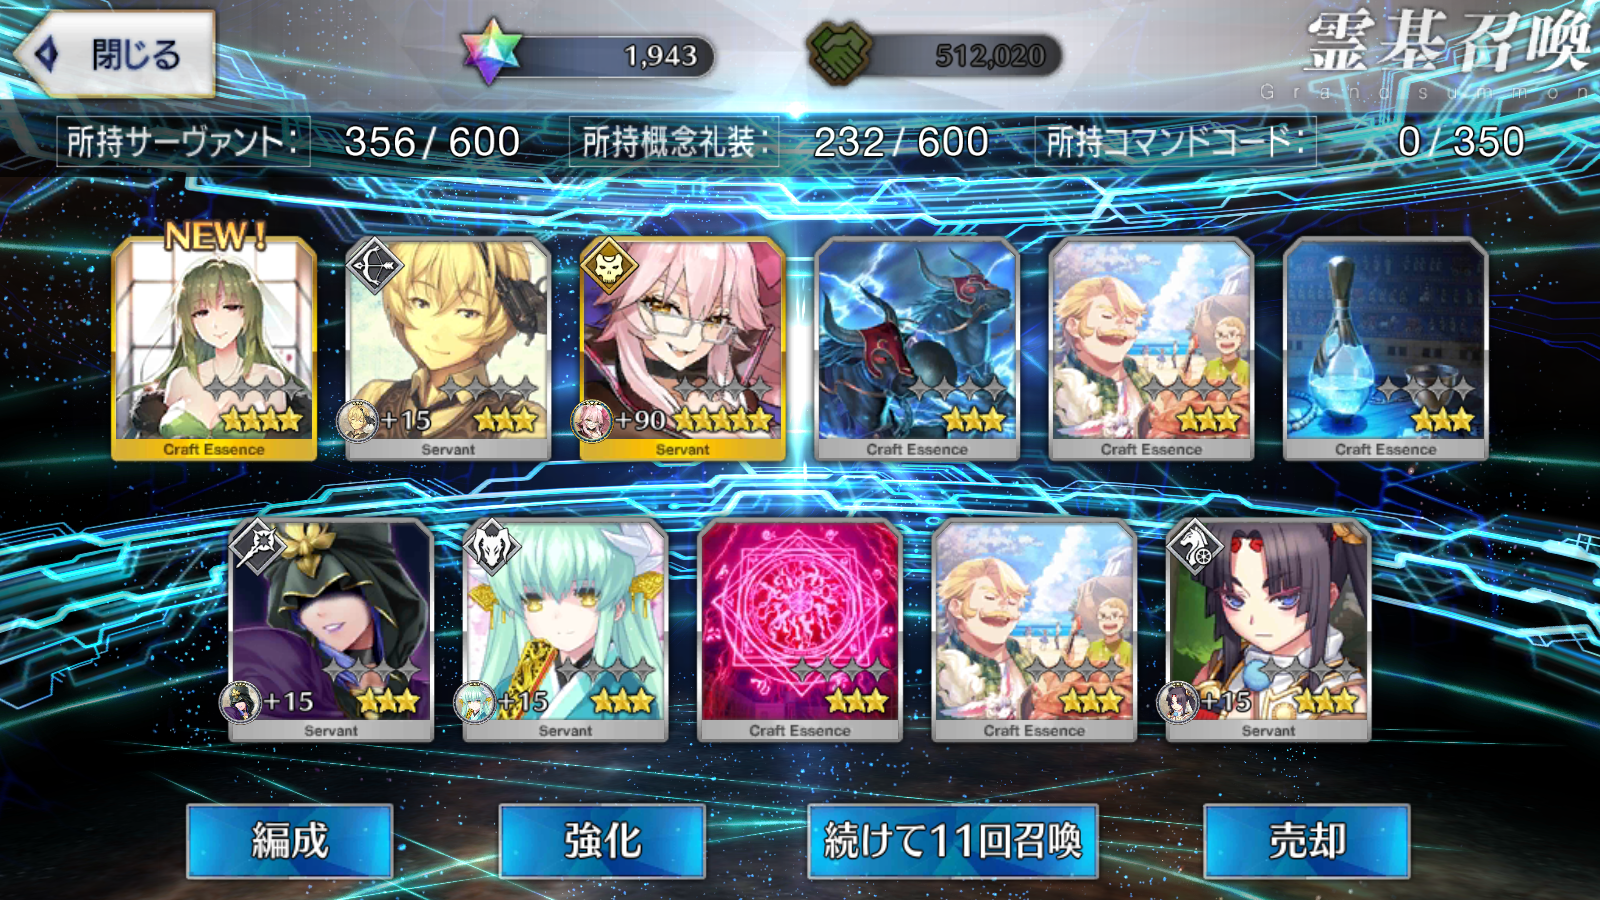 閉じる
1,943
512,020
霊基召喚
Grand summon
所持サーヴァント: 356 / 600
所持概念礼装: 232 / 600
所持コマンドコード: 0 / 350
NEW!
+15
+90
Craft Essence
Servant
Servant
Craft Essence
Craft Essence
Craft Essence
+15
+15
+15
Servant
Servant
Craft Essence
Craft Essence
Servant
編成
強化
続けて11回召喚
売却